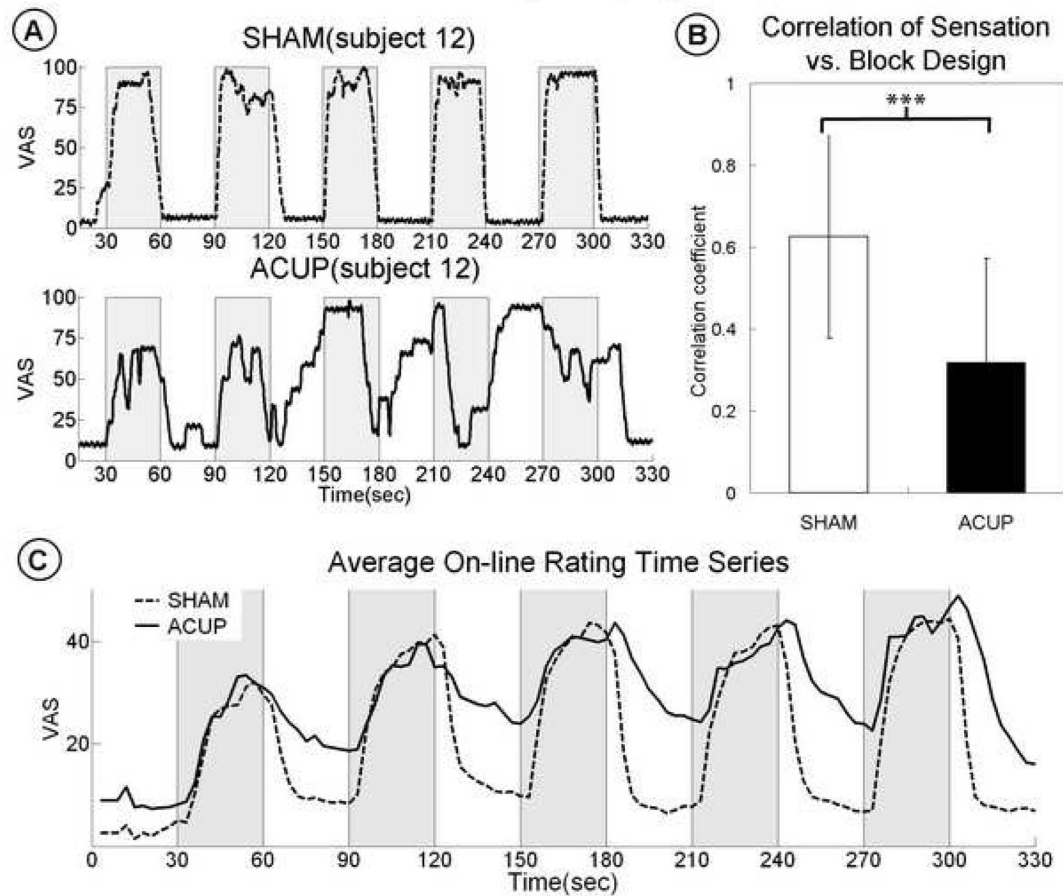 A
SHAM(subject 12)
VAS
100
75
50
25
0
30 60 90 120 150 180 210 240 270 300 330
ACUP(subject 12)
VAS
100
75
50
25
0
30 60 90 120 150 180 210 240 270 300 330
Time(sec)
B
Correlation of Sensation
vs. Block Design
Correlation coefficient
1
0.8
0.6
0.4
0.2
0
***
SHAM ACUP
C
Average On-line Rating Time Series
SHAM
ACUP
VAS
40
20
0 30 60 90 120 150 180 210 240 270 300 330
Time(sec)